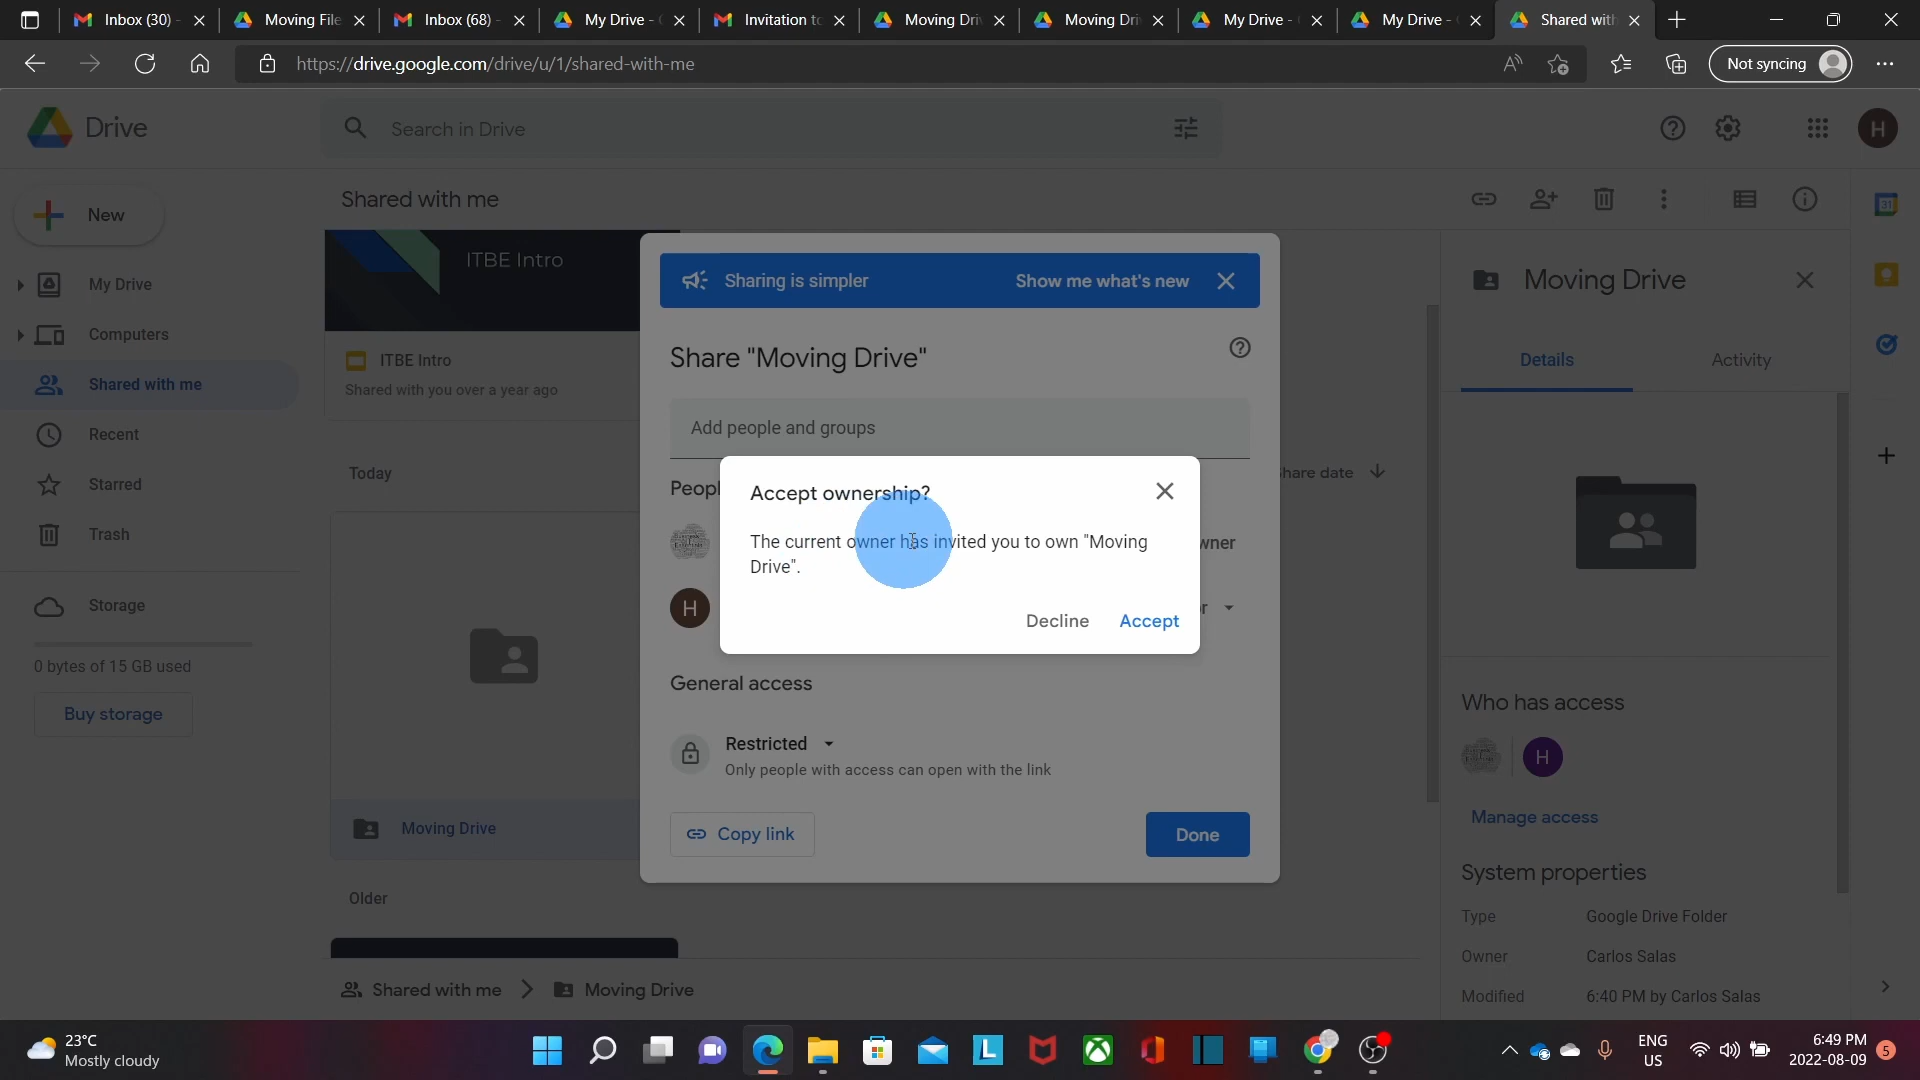 Inbox (30) -
Moving File
Inbox (68) -
My Drive -
Invitation to
Moving Dri
Moving Dri
My Drive -
My Drive -
Shared with
https://drive.google.com/drive/u/1/shared-with-me
Not syncing
Drive
Search in Drive
H
New
Shared with me
My Drive
Computers
Shared with me
Recent
Starred
Trash
Storage
0 bytes of 15 GB used
Buy storage
ITBE Intro
ITBE Intro
Shared with you over a year ago
Today
Share date
Moving Drive
Older
Shared with me
Moving Drive
Sharing is simpler
Show me what's new
Share "Moving Drive"
Add people and groups
Peopl
wner
H
r
Accept ownership?
The current owner has invited you to own "Moving
Drive".
Decline
Accept
General access
Restricted
Only people with access can open with the link
Copy link
Done
Moving Drive
Details
Activity
Who has access
H
Manage access
System properties
Type
Google Drive Folder
Owner
Carlos Salas
Modified
6:40 PM by Carlos Salas
31
23°C
Mostly cloudy
L
ENG
US
6:49 PM
2022-08-09
5